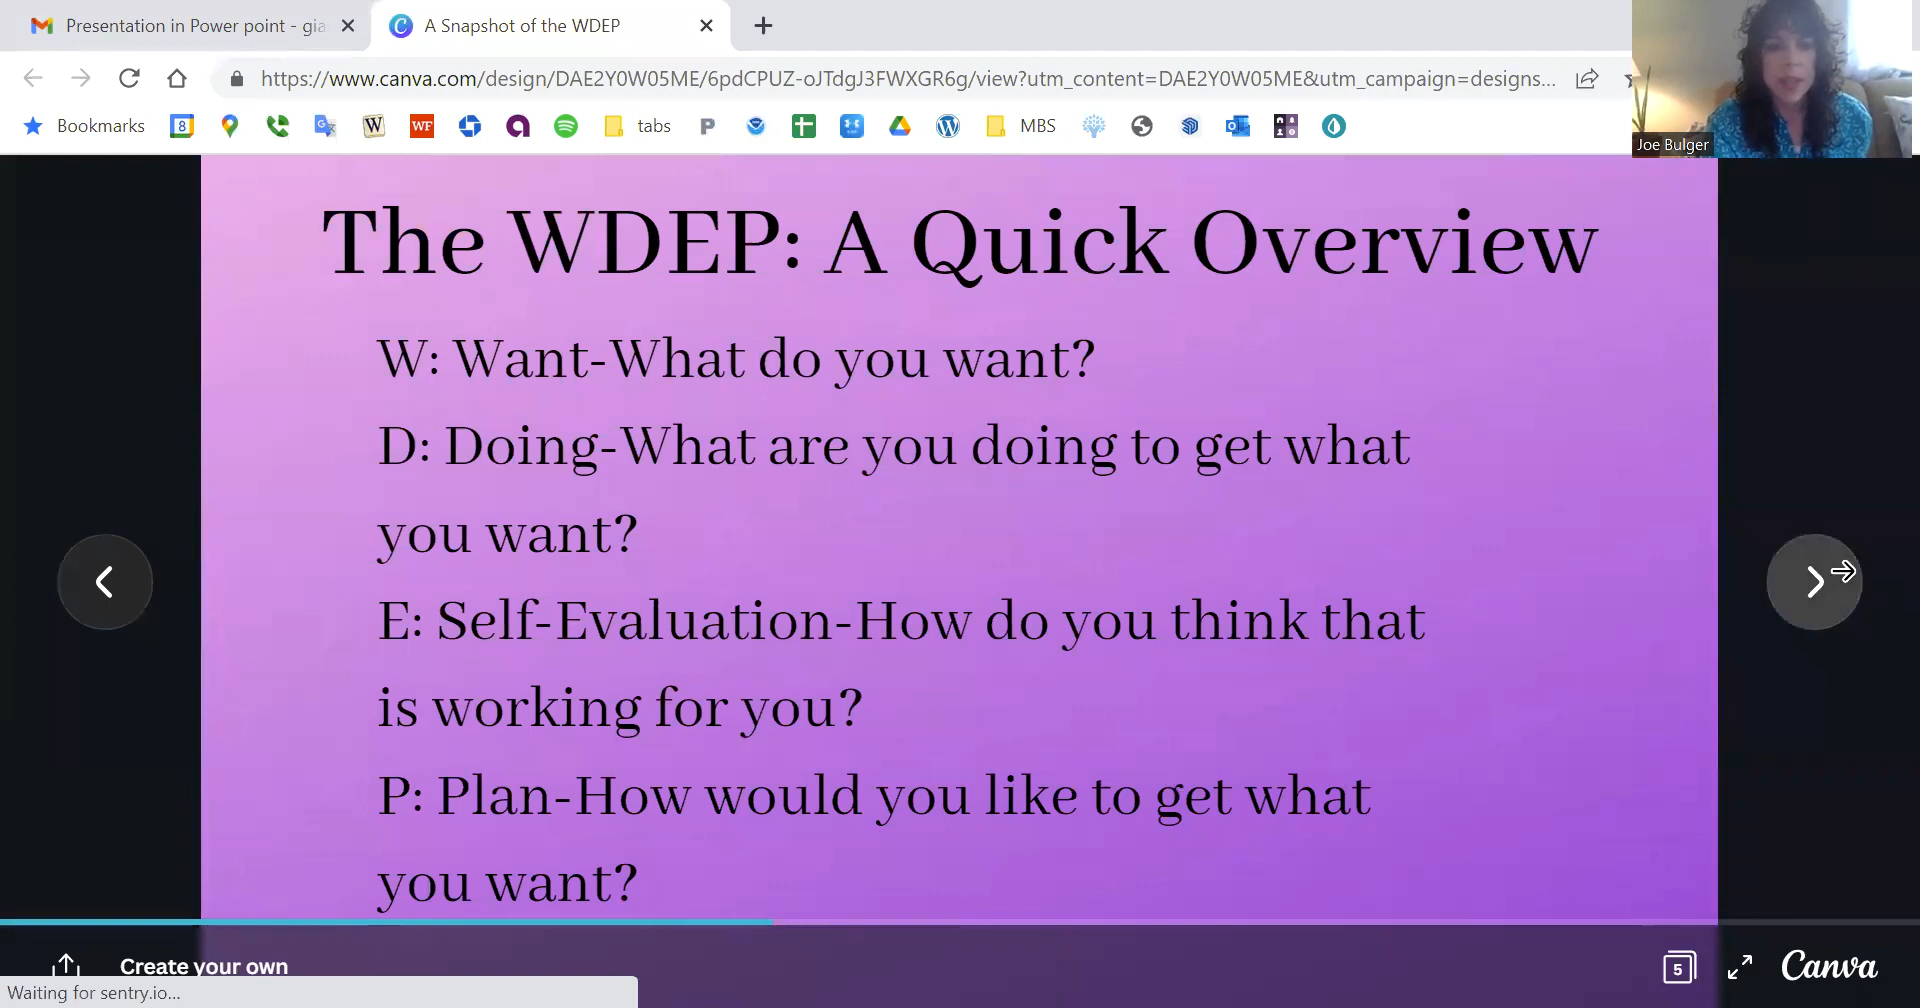 Presentation in Power point - gia
A Snapshot of the WDEP
https://www.canva.com/design/DAE2Y0W05ME/6pdCPUZ-oJTdgJ3FWXGR6g/view?utm_content=DAE2Y0W05ME&utm_campaign=designs...
Bookmarks
8
W
WF
tabs
P
MBS
Joe Bulger
The WDEP: A Quick Overview
W: Want-What do you want?
D: Doing-What are you doing to get what
you want?
E: Self-Evaluation-How do you think that
is working for you?
P: Plan-How would you like to get what
you want?
Create your own
5
Canva
Waiting for sentry.io...